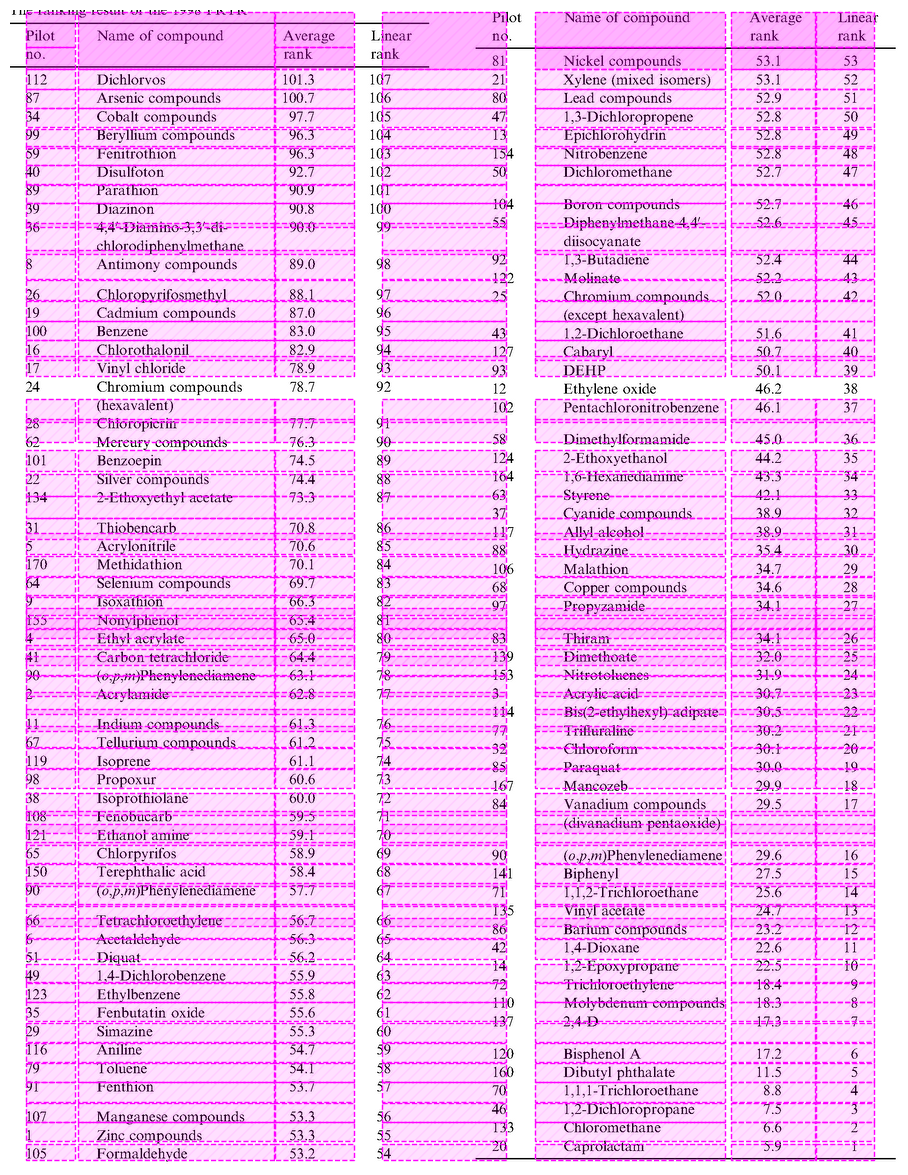 The ranking result of the 1998 PRTR
Pilot no. Name of compound Average rank Linear rank
112 Dichlorvos 101.3 107
87 Arsenic compounds 100.7 106
34 Cobalt compounds 97.7 105
99 Beryllium compounds 96.3 104
59 Fenitrothion 96.3 103
40 Disulfoton 92.7 102
89 Parathion 90.9 101
39 Diazinon 90.8 100
36 4,4′-Diamino-3,3′-di- 90.0 99
chlorodiphenylmethane
8 Antimony compounds 89.0 98
26 Chloropyrifosmethyl 88.1 97
19 Cadmium compounds 87.0 96
100 Benzene 83.0 95
16 Chlorothalonil 82.9 94
17 Vinyl chloride 78.9 93
24 Chromium compounds 78.7 92
(hexavalent)
28 Chloropicrin 77.7 91
62 Mercury compounds 76.3 90
101 Benzoepin 74.5 89
22 Silver compounds 74.4 88
134 2-Ethoxyethyl acetate 73.3 87
31 Thiobencarb 70.8 86
5 Acrylonitrile 70.6 85
170 Methidathion 70.1 84
64 Selenium compounds 69.7 83
9 Isoxathion 66.3 82
155 Nonylphenol 65.4 81
4 Ethyl acrylate 65.0 80
41 Carbon tetrachloride 64.4 79
90 (o,p,m)Phenylenediamene 63.1 78
2 Acrylamide 62.8 77
11 Indium compounds 61.3 76
67 Tellurium compounds 61.2 75
119 Isoprene 61.1 74
98 Propoxur 60.6 73
38 Isoprothiolane 60.0 72
108 Fenobucarb 59.5 71
121 Ethanol amine 59.1 70
65 Chlorpyrifos 58.9 69
150 Terephthalic acid 58.4 68
90 (o,p,m)Phenylenediamene 57.7 67
66 Tetrachloroethylene 56.7 66
6 Acetaldehyde 56.3 65
51 Diquat 56.2 64
49 1,4-Dichlorobenzene 55.9 63
123 Ethylbenzene 55.8 62
35 Fenbutatin oxide 55.6 61
29 Simazine 55.3 60
116 Aniline 54.7 59
79 Toluene 54.1 58
91 Fenthion 53.7 57
107 Manganese compounds 53.3 56
1 Zinc compounds 53.3 55
105 Formaldehyde 53.2 54
Pilot no. Name of compound Average rank Linear rank
81 Nickel compounds 53.1 53
21 Xylene (mixed isomers) 53.1 52
80 Lead compounds 52.9 51
47 1,3-Dichloropropene 52.8 50
13 Epichlorohydrin 52.8 49
154 Nitrobenzene 52.8 48
50 Dichloromethane 52.7 47
104 Boron compounds 52.7 46
55 Diphenylmethane-4,4′- 52.6 45
diisocyanate
92 1,3-Butadiene 52.4 44
122 Molinate 52.2 43
25 Chromium compounds 52.0 42
(except hexavalent)
43 1,2-Dichloroethane 51.6 41
127 Cabaryl 50.7 40
93 DEHP 50.1 39
12 Ethylene oxide 46.2 38
102 Pentachloronitrobenzene 46.1 37
58 Dimethylformamide 45.0 36
124 2-Ethoxyethanol 44.2 35
164 1,6-Hexanediamine 43.3 34
63 Styrene 42.1 33
37 Cyanide compounds 38.9 32
117 Allyl alcohol 38.9 31
88 Hydrazine 35.4 30
106 Malathion 34.7 29
68 Copper compounds 34.6 28
97 Propyzamide 34.1 27
83 Thiram 34.1 26
139 Dimethoate 32.0 25
153 Nitrotoluenes 31.9 24
3 Acrylic acid 30.7 23
114 Bis(2-ethylhexyl) adipate 30.5 22
77 Trifluraline 30.2 21
32 Chloroform 30.1 20
85 Paraquat 30.0 19
167 Mancozeb 29.9 18
84 Vanadium compounds 29.5 17
(divanadium pentaoxide)
90 (o,p,m)Phenylenediamene 29.6 16
141 Biphenyl 27.5 15
71 1,1,2-Trichloroethane 25.6 14
135 Vinyl acetate 24.7 13
86 Barium compounds 23.2 12
42 1,4-Dioxane 22.6 11
14 1,2-Epoxypropane 22.5 10
72 Trichloroethylene 18.4 9
110 Molybdenum compounds 18.3 8
137 2,4-D 17.3 7
120 Bisphenol A 17.2 6
160 Dibutyl phthalate 11.5 5
70 1,1,1-Trichloroethane 8.8 4
46 1,2-Dichloropropane 7.5 3
133 Chloromethane 6.6 2
20 Caprolactam 5.9 1